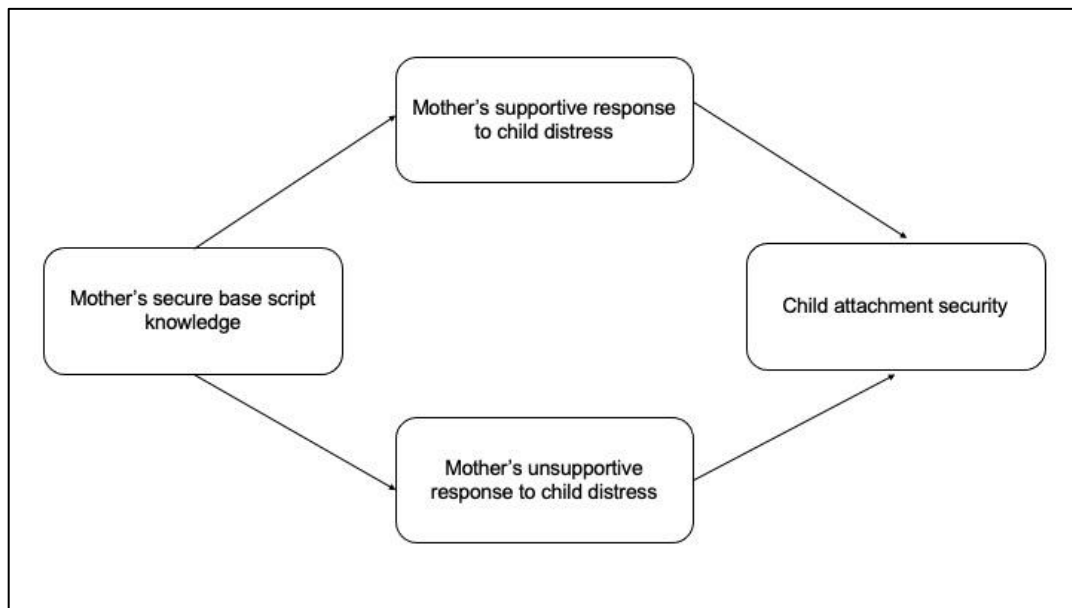 Mother’s supportive response
to child distress
Mother’s secure base script
knowledge
Child attachment security
Mother’s unsupportive
response to child distress